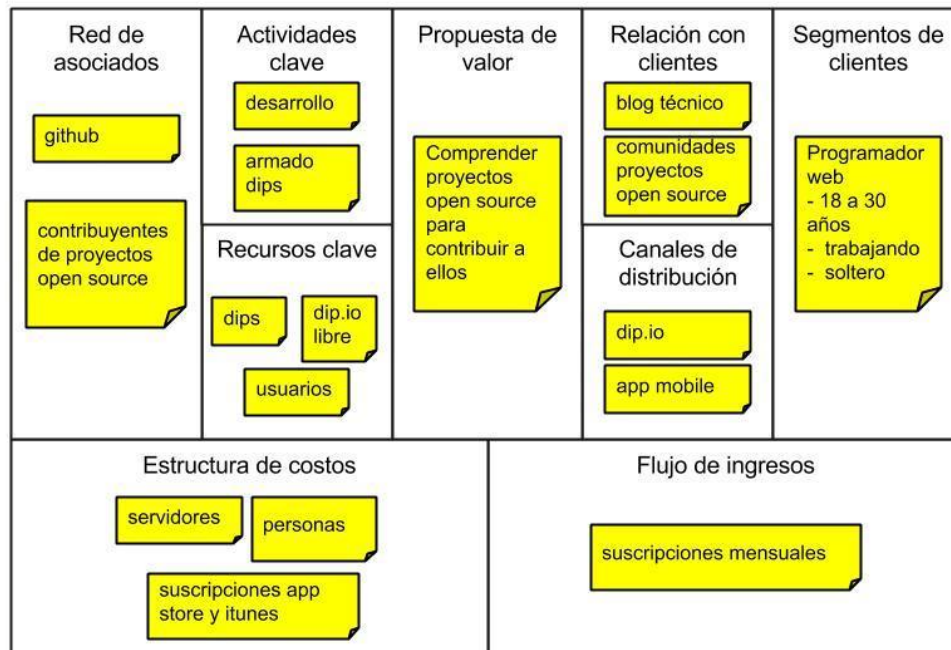 Red de
asociados
github
contribuyentes
de proyectos
open source
Actividades
clave
desarrollo
armado
dips
Recursos clave
dips
dip.io
libre
usuarios
Propuesta de
valor
Comprender
proyectos
open source
para
contribuir a
ellos
Relación con
clientes
blog técnico
comunidades
proyectos
open source
Canales de
distribución
dip.io
app mobile
Segmentos de
clientes
Programador
web
- 18 a 30
años
- trabajando
- soltero
Estructura de costos
servidores
personas
suscripciones app
store y itunes
Flujo de ingresos
suscripciones mensuales